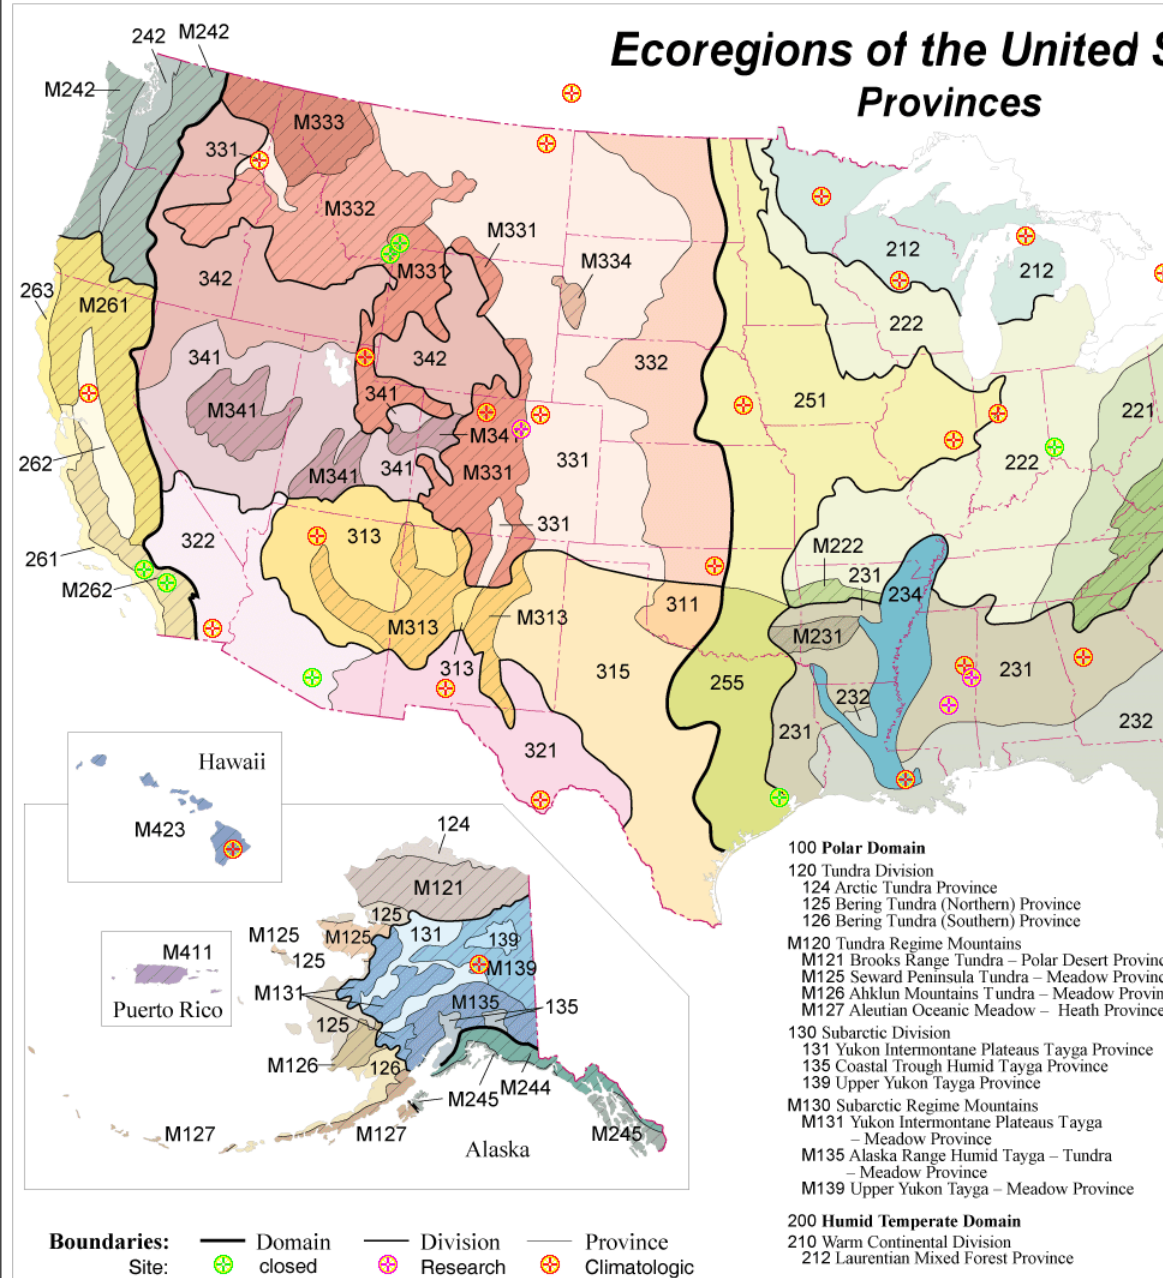 Ecoregions of the United S
Provinces
242
M242
M242
M333
331
M332
M331
M334
212
212
342
M331
263
M261
222
341
342
332
341
251
221
M341
M341
262
M341
341
M331
331
222
331
322
313
M222
231
261
234
M262
311
M313
M313
M231
231
313
315
255
232
232
231
321
Hawaii
M423
124
M121
125
M125
131
139
M125
125
M139
M411
M131
M135
135
Puerto Rico
125
M126
126
M244
M245
M127
M127
M245
Alaska
100 Polar Domain
120 Tundra Division
124 Arctic Tundra Province
125 Bering Tundra (Northern) Province
126 Bering Tundra (Southern) Province
M120 Tundra Regime Mountains
M121 Brooks Range Tundra – Polar Desert Provinc
M125 Seward Peninsula Tundra – Meadow Provinc
M126 Ahklun Mountains Tundra – Meadow Provin
M127 Aleutian Oceanic Meadow – Heath Province
130 Subarctic Division
131 Yukon Intermontane Plateaus Tayga Province
135 Coastal Trough Humid Tayga Province
139 Upper Yukon Tayga Province
M130 Subarctic Regime Mountains
M131 Yukon Intermontane Plateaus Tayga
– Meadow Province
M135 Alaska Range Humid Tayga – Tundra
– Meadow Province
M139 Upper Yukon Tayga – Meadow Province
200 Humid Temperate Domain
210 Warm Continental Division
212 Laurentian Mixed Forest Province
Boundaries: Domain Division Province
Site: closed Research Climatologic